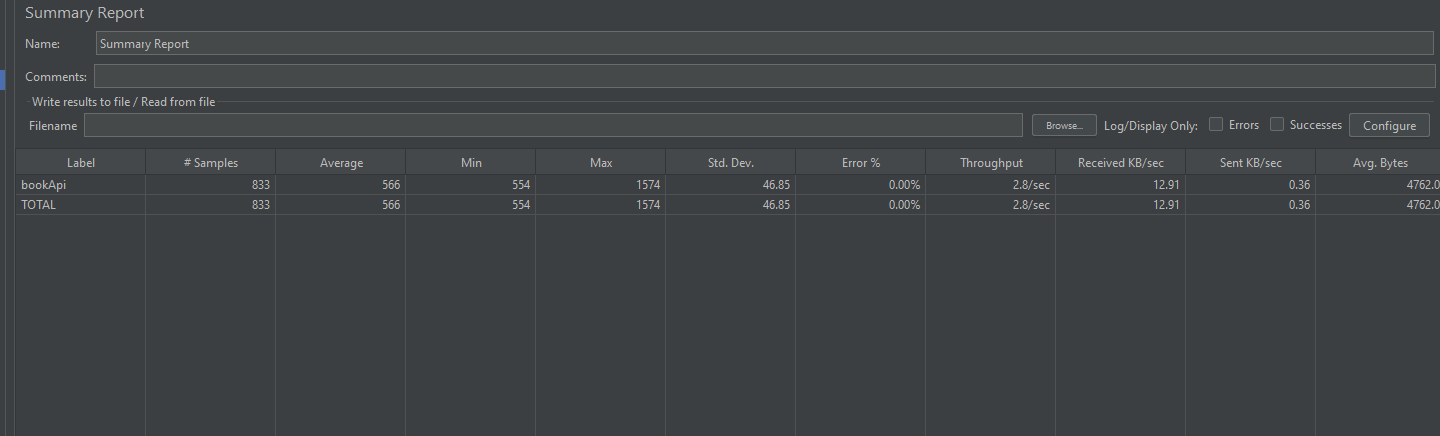 Summary Report
Name: Summary Report
Comments:
Write results to file / Read from file
Filename Browse... Log/Display Only: Errors Successes Configure
Label # Samples Average Min Max Std. Dev. Error % Throughput Received KB/sec Sent KB/sec Avg. Bytes
bookApi 833 566 554 1574 46.85 0.00% 2.8/sec 12.91 0.36 4762.0
TOTAL 833 566 554 1574 46.85 0.00% 2.8/sec 12.91 0.36 4762.0